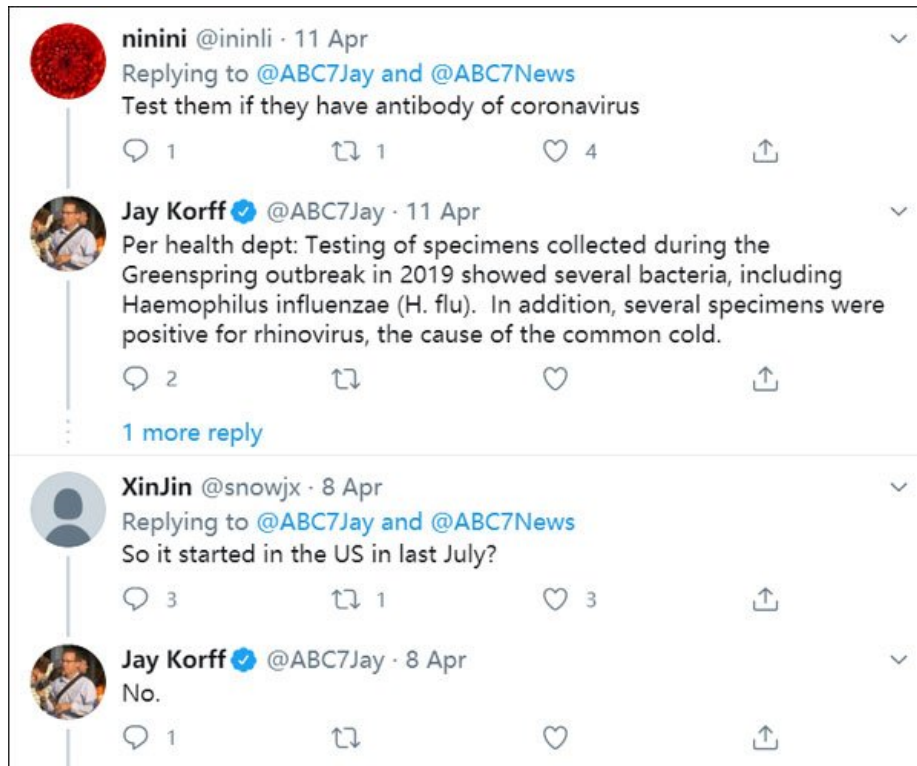 ninini @ininli · 11 Apr
Replying to @ABC7Jay and @ABC7News
Test them if they have antibody of coronavirus
1 1 4
Jay Korff @ABC7Jay · 11 Apr
Per health dept: Testing of specimens collected during the
Greenspring outbreak in 2019 showed several bacteria, including
Haemophilus influenzae (H. flu).  In addition, several specimens were
positive for rhinovirus, the cause of the common cold.
2
1 more reply
XinJin @snowjx · 8 Apr
Replying to @ABC7Jay and @ABC7News
So it started in the US in last July?
3 1 3
Jay Korff @ABC7Jay · 8 Apr
No.
1